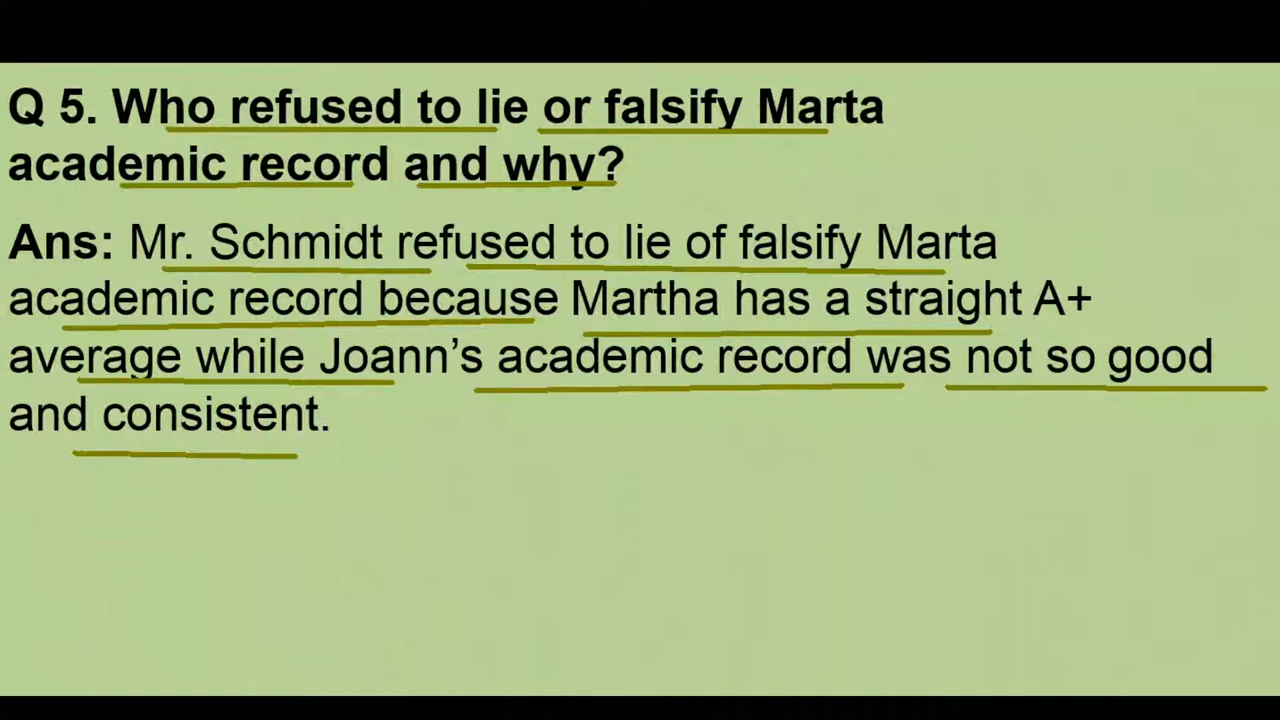 Q 5. Who refused to lie or falsify Marta
academic record and why?
Ans: Mr. Schmidt refused to lie of falsify Marta
academic record because Martha has a straight A+
average while Joann’s academic record was not so good
and consistent.